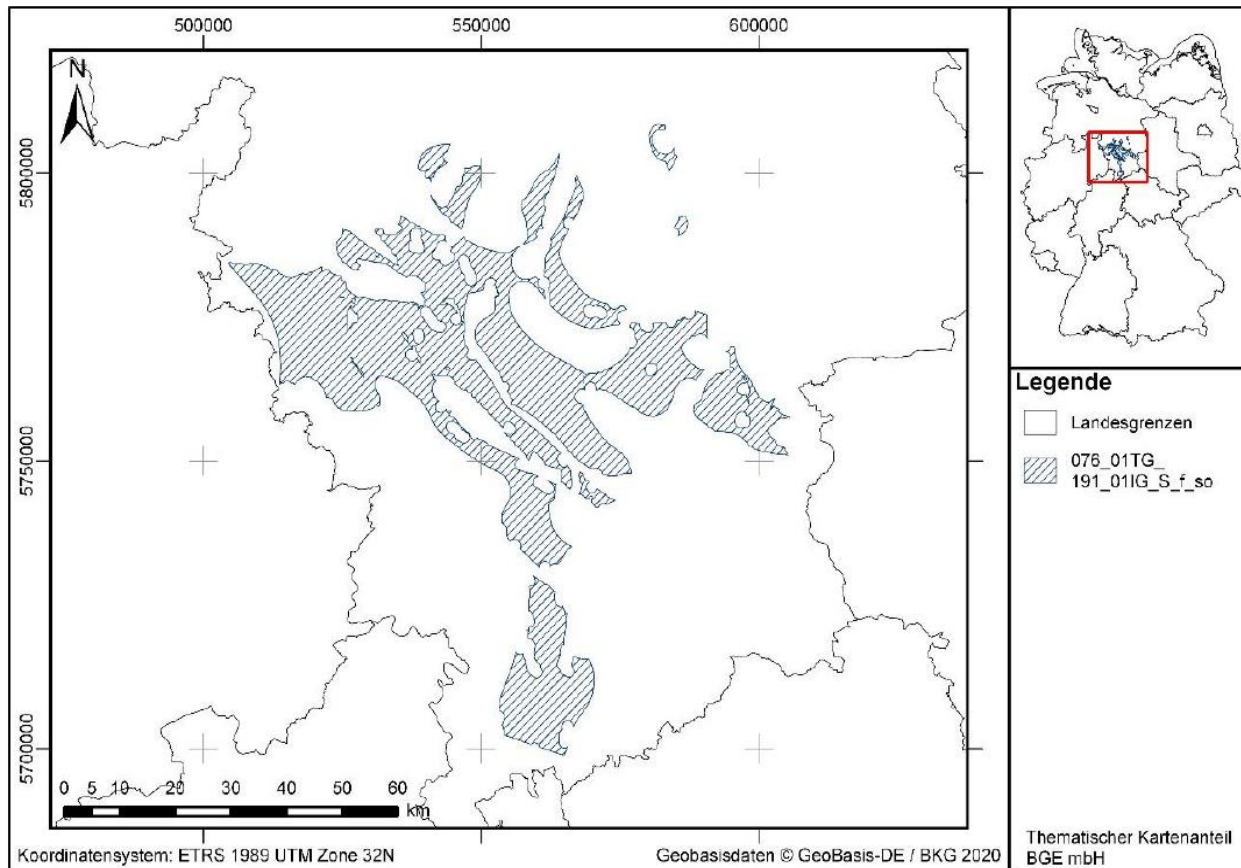 500000
550000
600000
N
5800000
5750000
5700000
0 5 10 20 30 40 50 60
km
Koordinatensystem: ETRS 1989 UTM Zone 32N
Geobasisdaten © GeoBasis-DE / BKG 2020
Legende
Landesgrenzen
076_01TG_
191_01IG_S_f_so
Thematischer Kartenanteil
BGE mbH